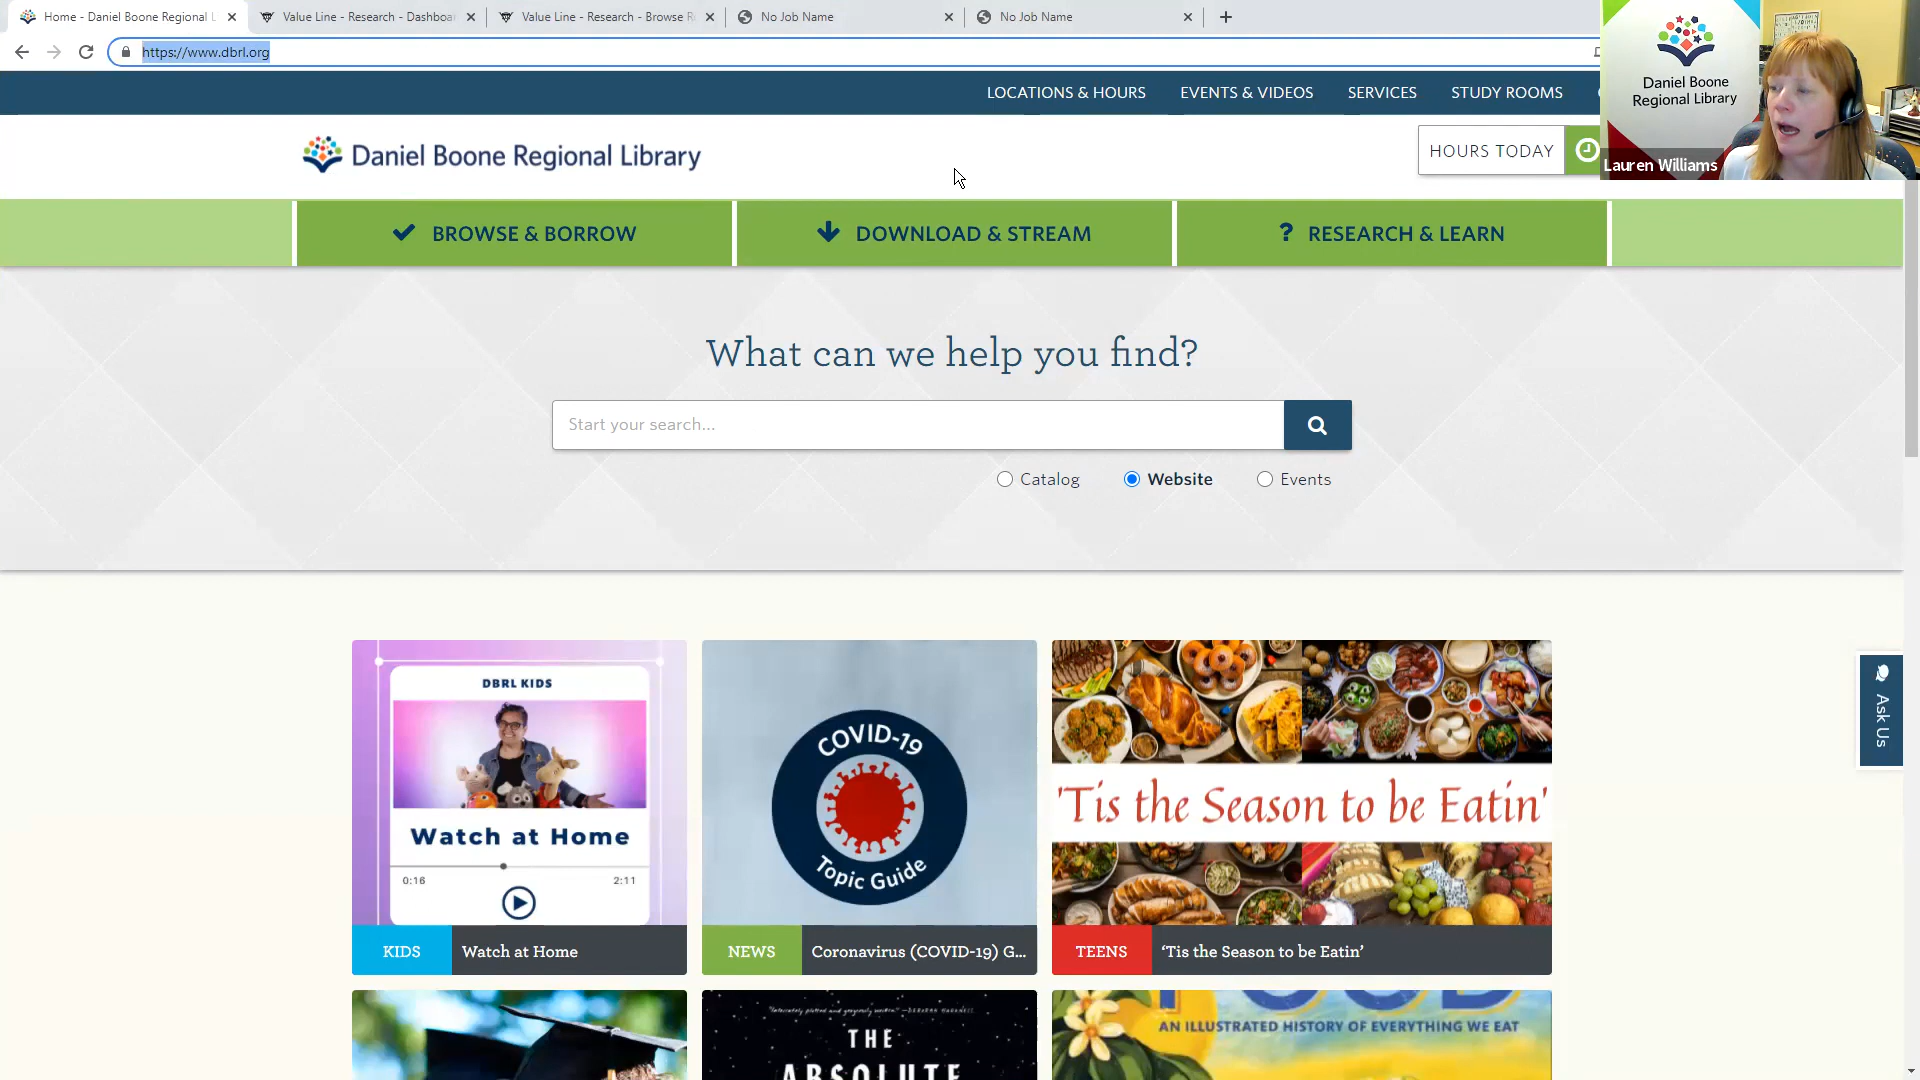 Home - Daniel Boone Regional L
Value Line - Research - Dashboa
Value Line - Research - Browse R
No Job Name
No Job Name
https://www.dbrl.org
LOCATIONS & HOURS
EVENTS & VIDEOS
SERVICES
STUDY ROOMS
Daniel Boone
Regional Library
Lauren Williams
Daniel Boone Regional Library
HOURS TODAY
BROWSE & BORROW
DOWNLOAD & STREAM
? RESEARCH & LEARN
What can we help you find?
Start your search...
Catalog
Website
Events
DBRL KIDS
Watch at Home
0:16
2:11
KIDS
Watch at Home
COVID-19
Topic Guide
NEWS
Coronavirus (COVID-19) G...
'Tis the Season to be Eatin'
TEENS
‘Tis the Season to be Eatin’
Ask Us
THE
ABSOLUTE
FOOD
AN ILLUSTRATED HISTORY OF EVERYTHING WE EAT